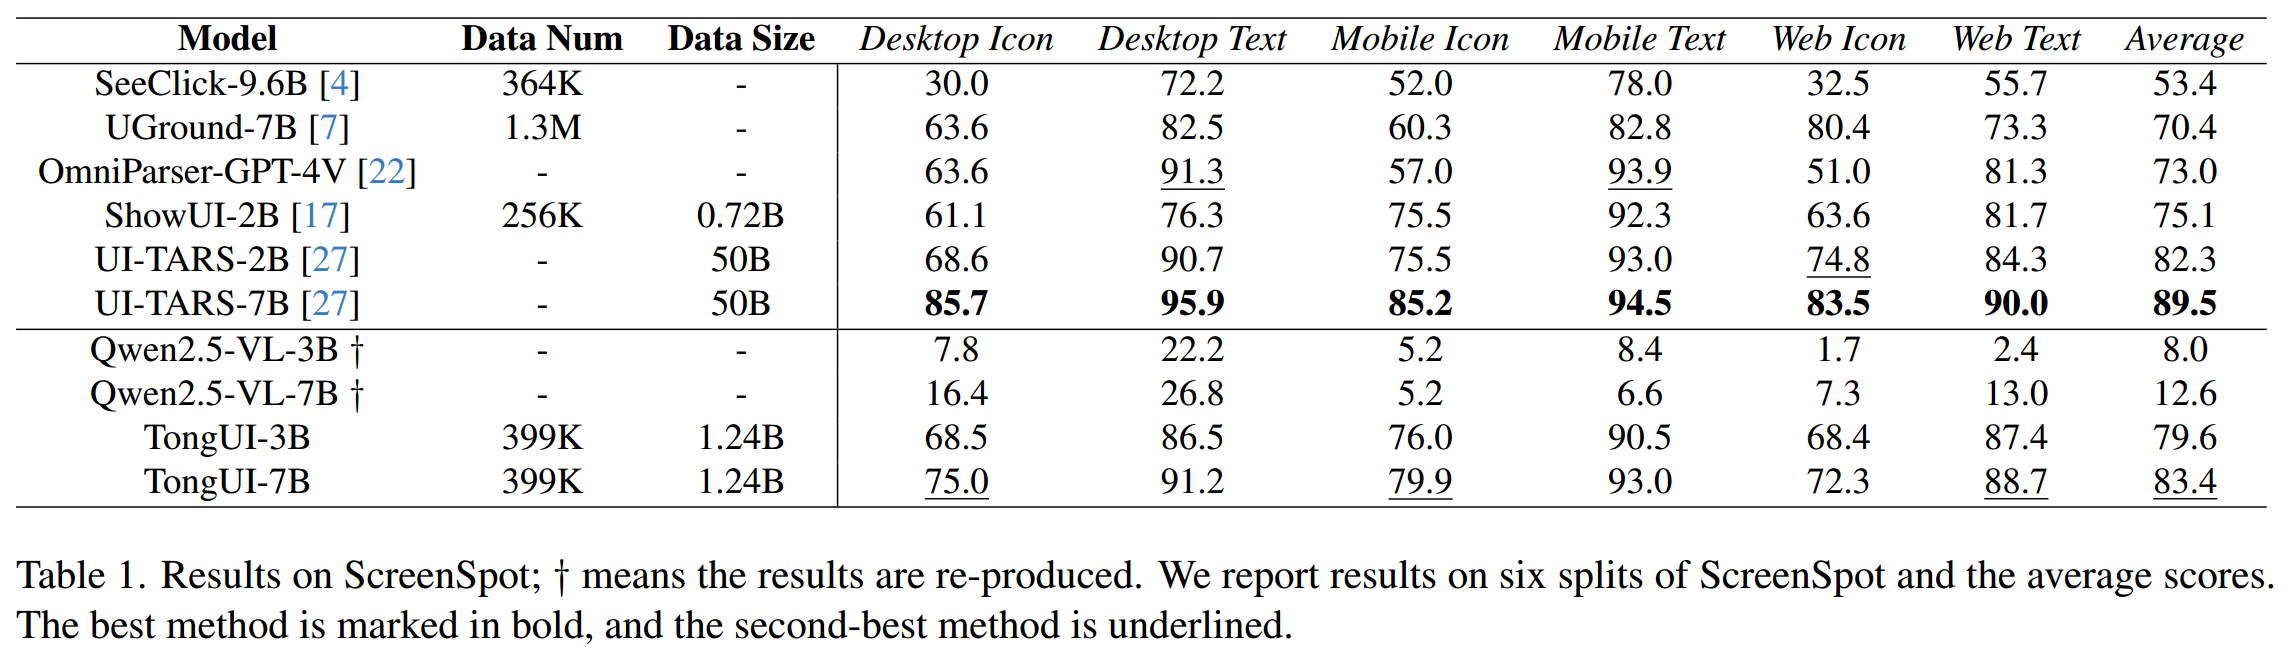 Model Data Num Data Size Desktop Icon Desktop Text Mobile Icon Mobile Text Web Icon Web Text Average
SeeClick-9.6B [4] 364K - 30.0 72.2 52.0 78.0 32.5 55.7 53.4
UGround-7B [7] 1.3M - 63.6 82.5 60.3 82.8 80.4 73.3 70.4
OmniParser-GPT-4V [22] - - 63.6 91.3 57.0 93.9 51.0 81.3 73.0
ShowUI-2B [17] 256K 0.72B 61.1 76.3 75.5 92.3 63.6 81.7 75.1
UI-TARS-2B [27] - 50B 68.6 90.7 75.5 93.0 74.8 84.3 82.3
UI-TARS-7B [27] - 50B 85.7 95.9 85.2 94.5 83.5 90.0 89.5
Qwen2.5-VL-3B † - - 7.8 22.2 5.2 8.4 1.7 2.4 8.0
Qwen2.5-VL-7B † - - 16.4 26.8 5.2 6.6 7.3 13.0 12.6
TongUI-3B 399K 1.24B 68.5 86.5 76.0 90.5 68.4 87.4 79.6
TongUI-7B 399K 1.24B 75.0 91.2 79.9 93.0 72.3 88.7 83.4
Table 1. Results on ScreenSpot; † means the results are re-produced. We report results on six splits of ScreenSpot and the average scores.
The best method is marked in bold, and the second-best method is underlined.